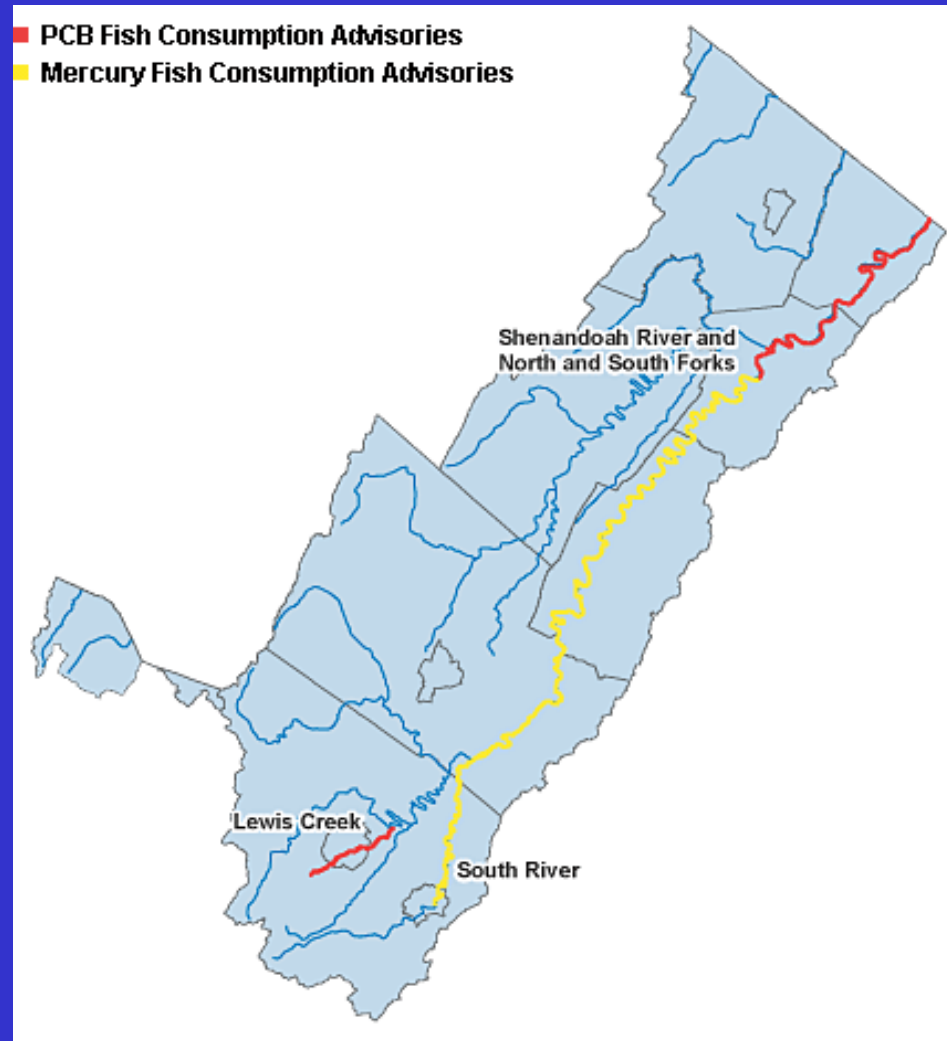 PCB Fish Consumption Advisories
Mercury Fish Consumption Advisories
Shenandoah River and
North and South Forks
Lewis Creek
South River